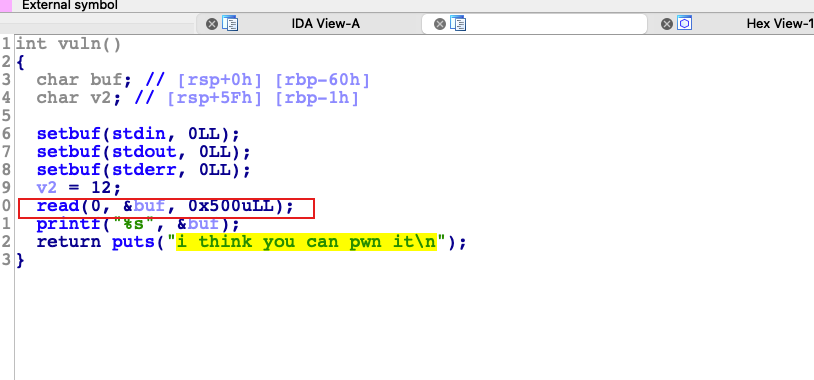 External symbol
IDA View-A
Hex View-1
1 int vuln()
2 {
3 char buf; // [rsp+0h] [rbp-60h]
4 char v2; // [rsp+5Fh] [rbp-1h]
5
6 setbuf(stdin, 0LL);
7 setbuf(stdout, 0LL);
8 setbuf(stderr, 0LL);
9 v2 = 12;
0 read(0, &buf, 0x500uLL);
1 printf("%s", &buf);
2 return puts("i think you can pwn it\n");
3 }